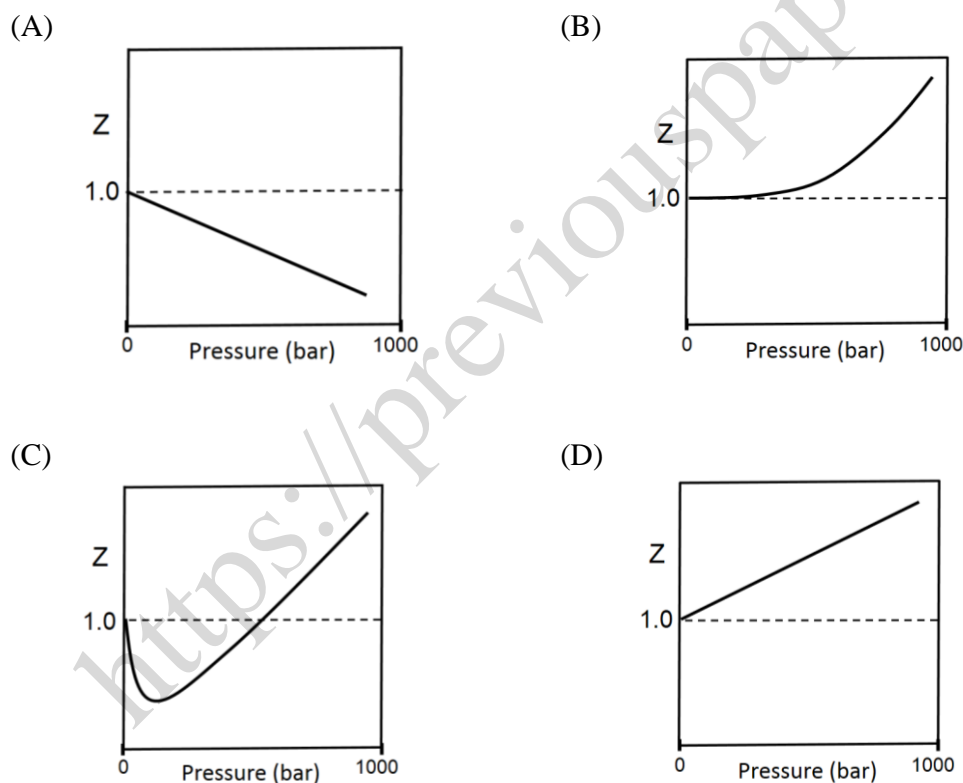 (A)
(B)
Z
1.0
0
Pressure (bar)
1000
Z
1.0
0
Pressure (bar)
1000
(C)
(D)
Z
1.0
0
Pressure (bar)
1000
Z
1.0
0
Pressure (bar)
1000
https://previouspap